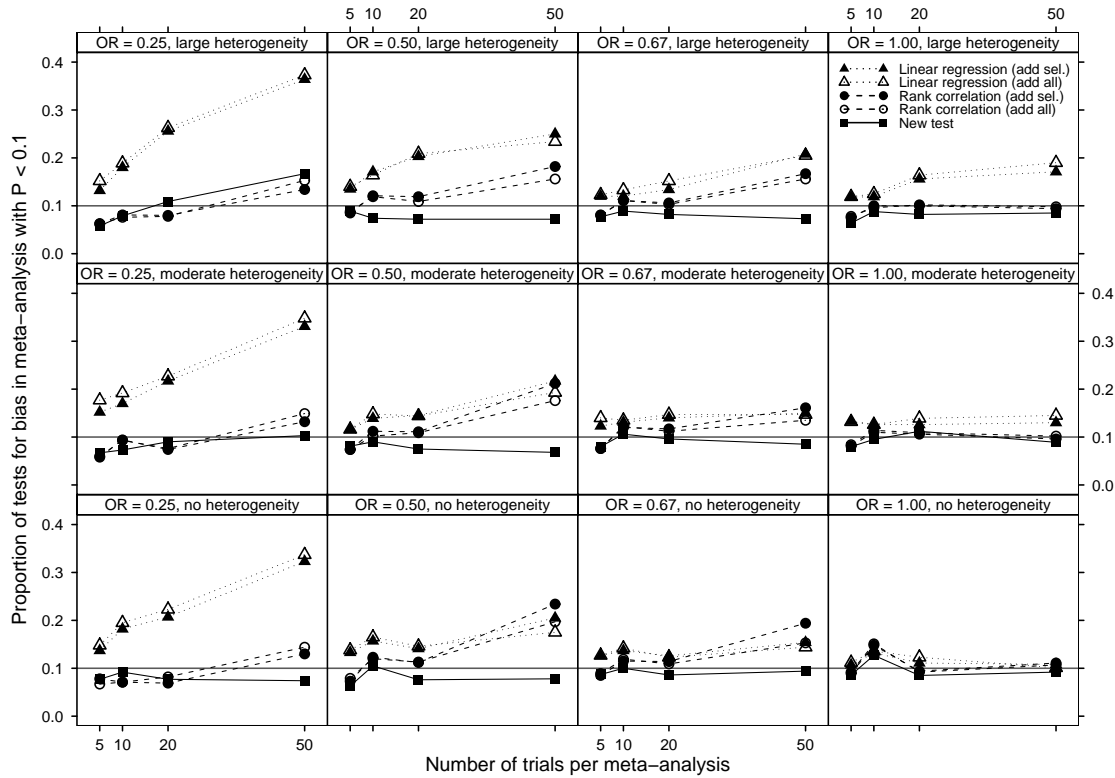 5 10 20 50 5 10 20 50
OR = 0.25, large heterogeneity
OR = 0.50, large heterogeneity
OR = 0.67, large heterogeneity
OR = 1.00, large heterogeneity
0.4
0.3
0.2
0.1
0.0
Linear regression (add sel.)
Linear regression (add all)
Rank correlation (add sel.)
Rank correlation (add all)
New test
Proportion of tests for bias in meta−analysis with P < 0.1
OR = 0.25, moderate heterogeneity
OR = 0.50, moderate heterogeneity
OR = 0.67, moderate heterogeneity
OR = 1.00, moderate heterogeneity
0.4
0.3
0.2
0.1
0.0
OR = 0.25, no heterogeneity
OR = 0.50, no heterogeneity
OR = 0.67, no heterogeneity
OR = 1.00, no heterogeneity
0.4
0.3
0.2
0.1
0.0
5 10 20 50 5 10 20 50
Number of trials per meta−analysis